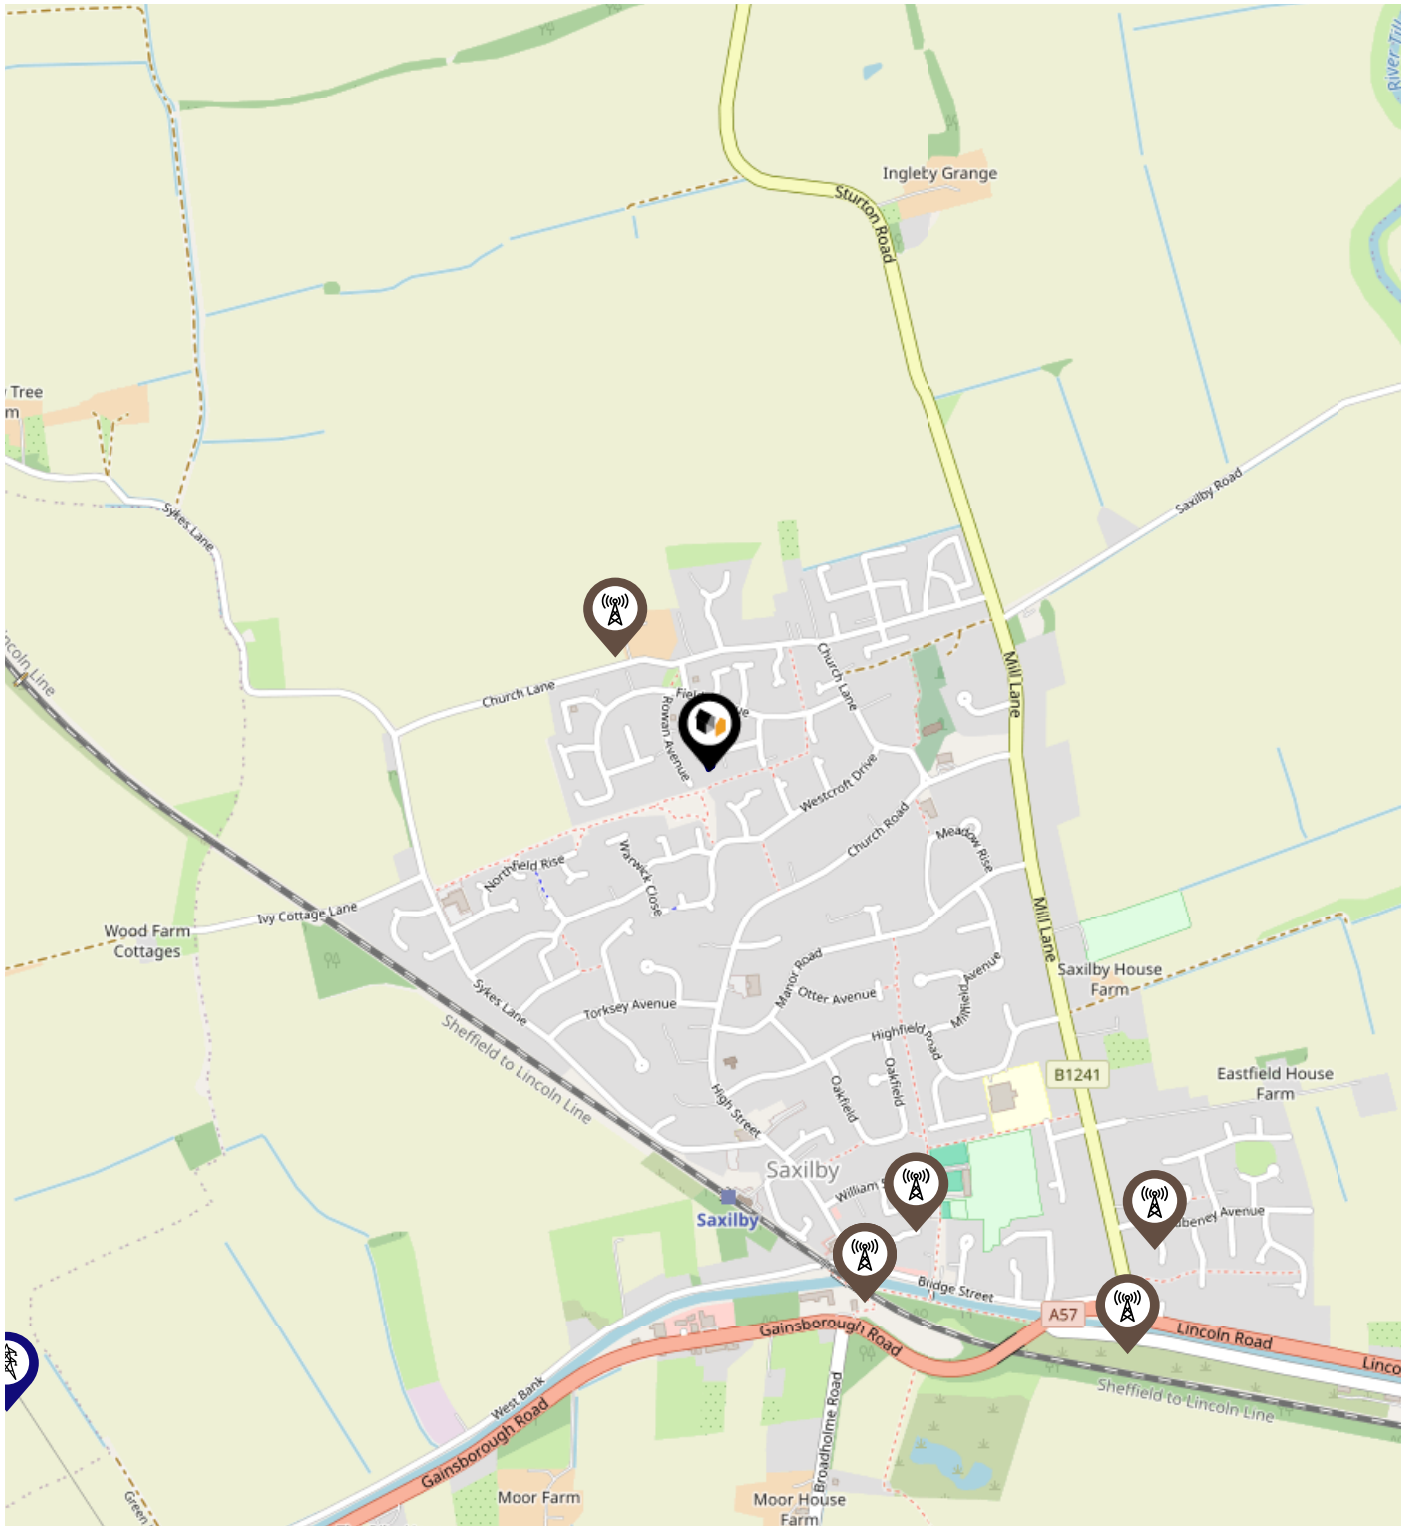 River Till
Ingleby Grange
Sturton Road
Tree
m
Saxilby Road
Sykes Lane
ncoln Line
Church Lane
Church Lane
Mill Lane
Rowan Avenue
Westcroft Drive
Church Road
Meadow Rise
Northfield Rise
Warwick Close
Ivy Cottage Lane
Wood Farm
Cottages
Mill Lane
Saxilby House
Farm
Manor Road
Otter Avenue
Millfield Avenue
Sykes Lane
Torksey Avenue
Sheffield to Lincoln Line
Highfield Road
B1241
Eastfield House
Farm
Oakfield
Oakfield
High Street
Saxilby
William S
Saxilby
beney Avenue
Bridge Street
A57
Lincoln Road
Linco
Gainsborough Road
West Bank
Sheffield to Lincoln Line
Gainsborough Road
Broadholme Road
Moor Farm
Moor House
Farm
Green